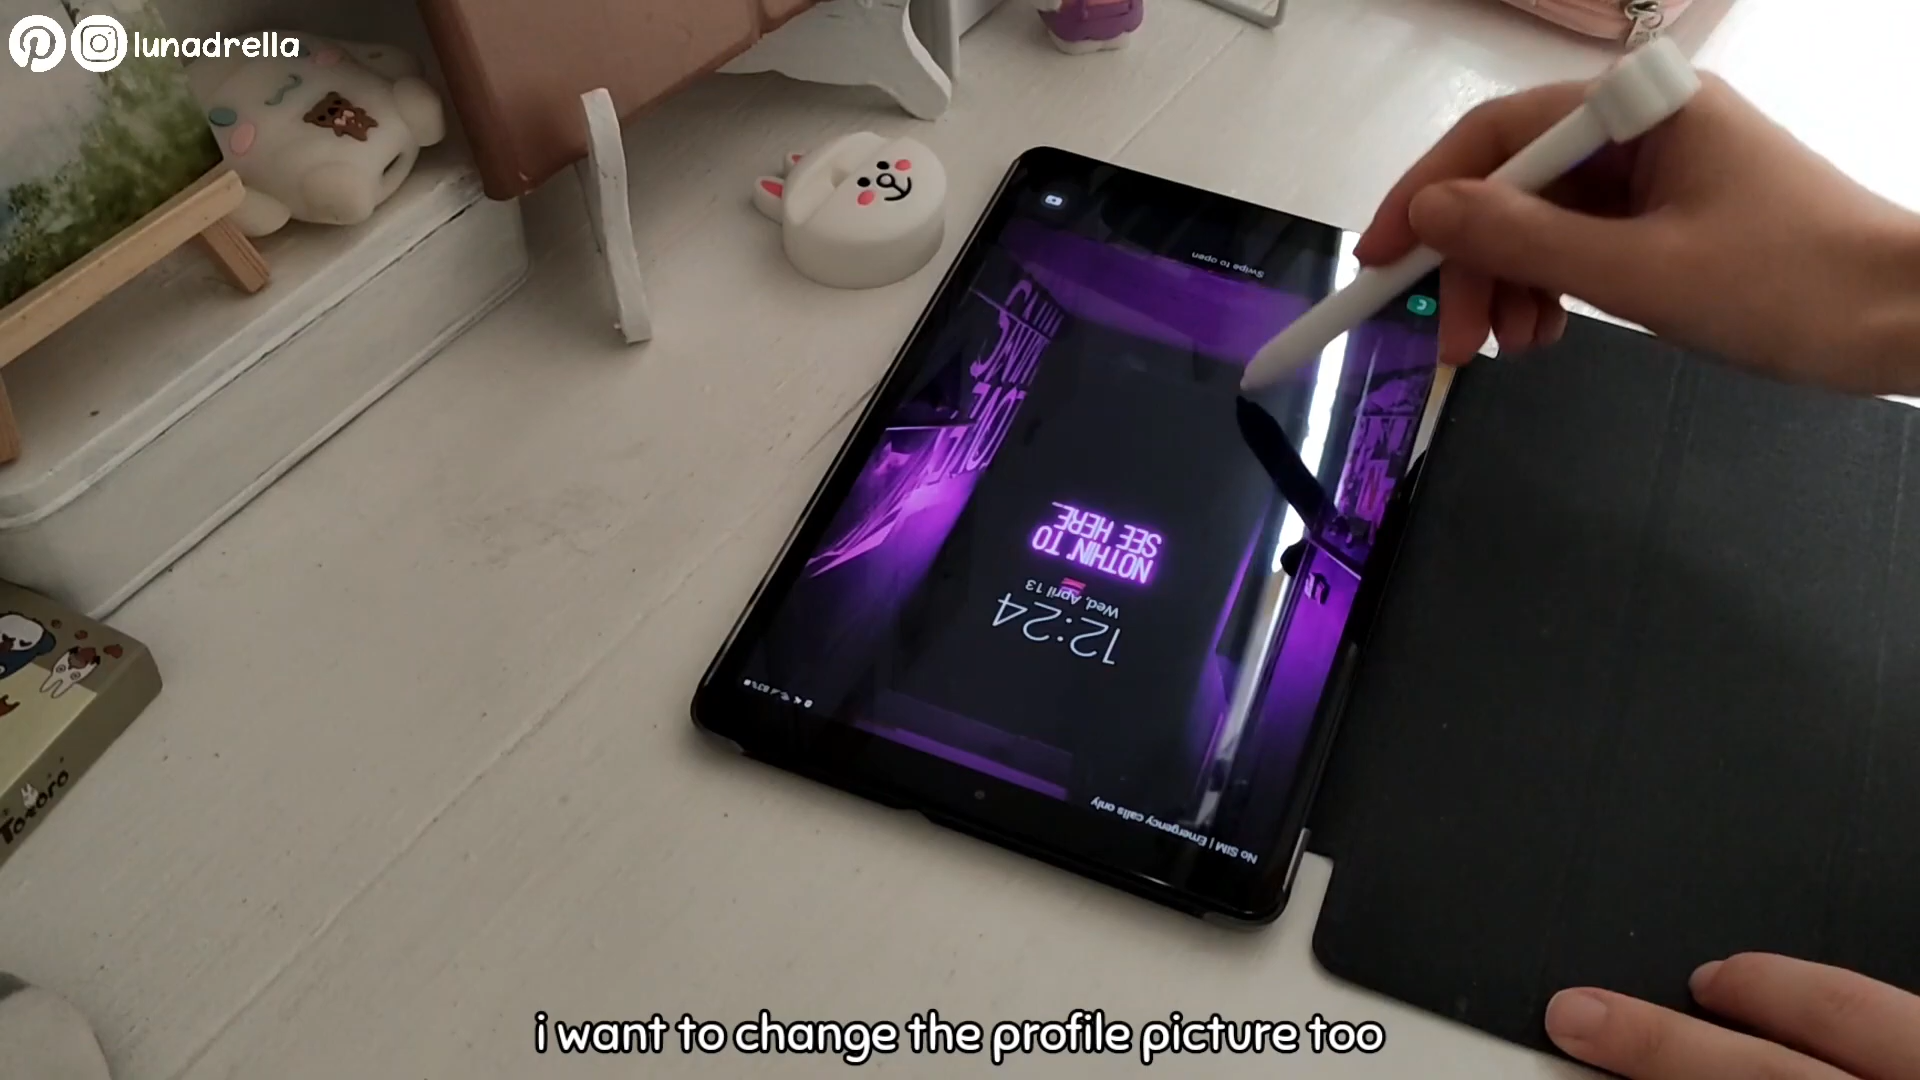 lunadrella
Swipe to open
NOTHIN' TO
SEE HERE
Wed, April 13
12:24
83%
No SIM | Emergency calls only
Totoro
i want to change the profile picture too